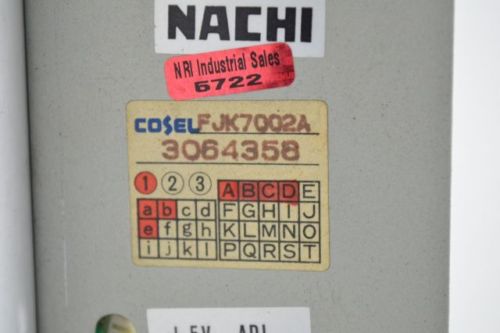 NACHI
NRI Industrial Sales
6722
COSEL FJK7002A
3064358
1 2 3 A B C D E
a b c d F G H I J
e f g h K L M N O
i j k l P Q R S T